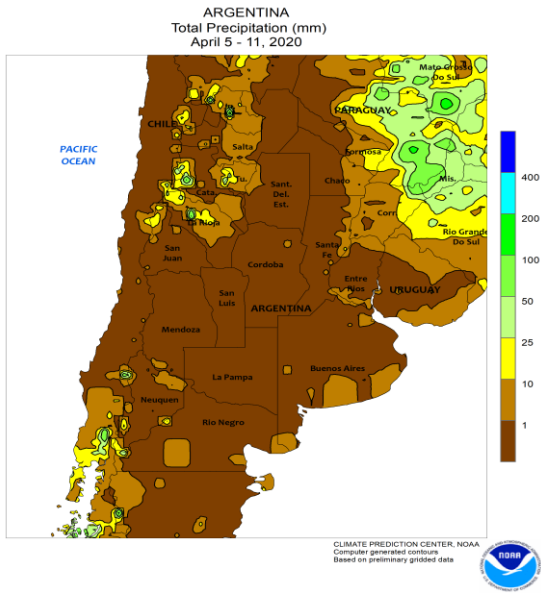 ARGENTINA
Total Precipitation (mm)
April 5 - 11, 2020
Mato Grosso
Do Sul
PARAGUAY
CHILE
PACIFIC
OCEAN
Salta
Formosa
Tu.
Chaco
Mis.
Cata.
Sant.
Del.
Est.
Corr.
La Rioja
Rio Grande
Do Sul
San
Juan
Santa
Fe
Cordoba
Entre
Rios
URUGUAY
San
Luis
ARGENTINA
Mendoza
La Pampa
Buenos Aires
Neuquen
Rio Negro
400
200
100
50
25
10
1
CLIMATE PREDICTION CENTER, NOAA
Computer generated contours
Based on preliminary gridded data
NOAA